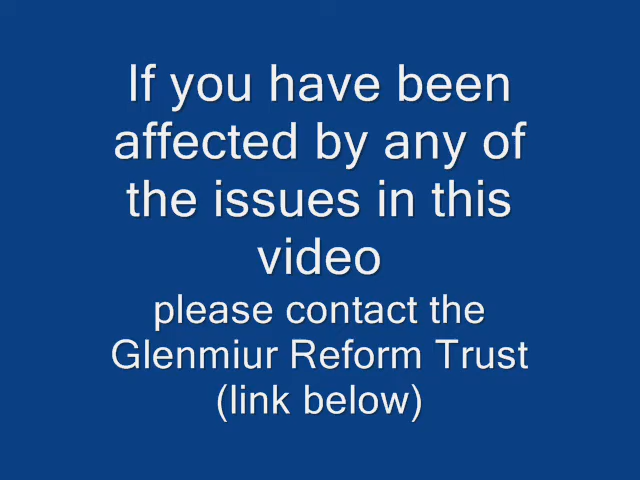 If you have been
affected by any of
the issues in this
video
please contact the
Glenmiur Reform Trust
(link below)